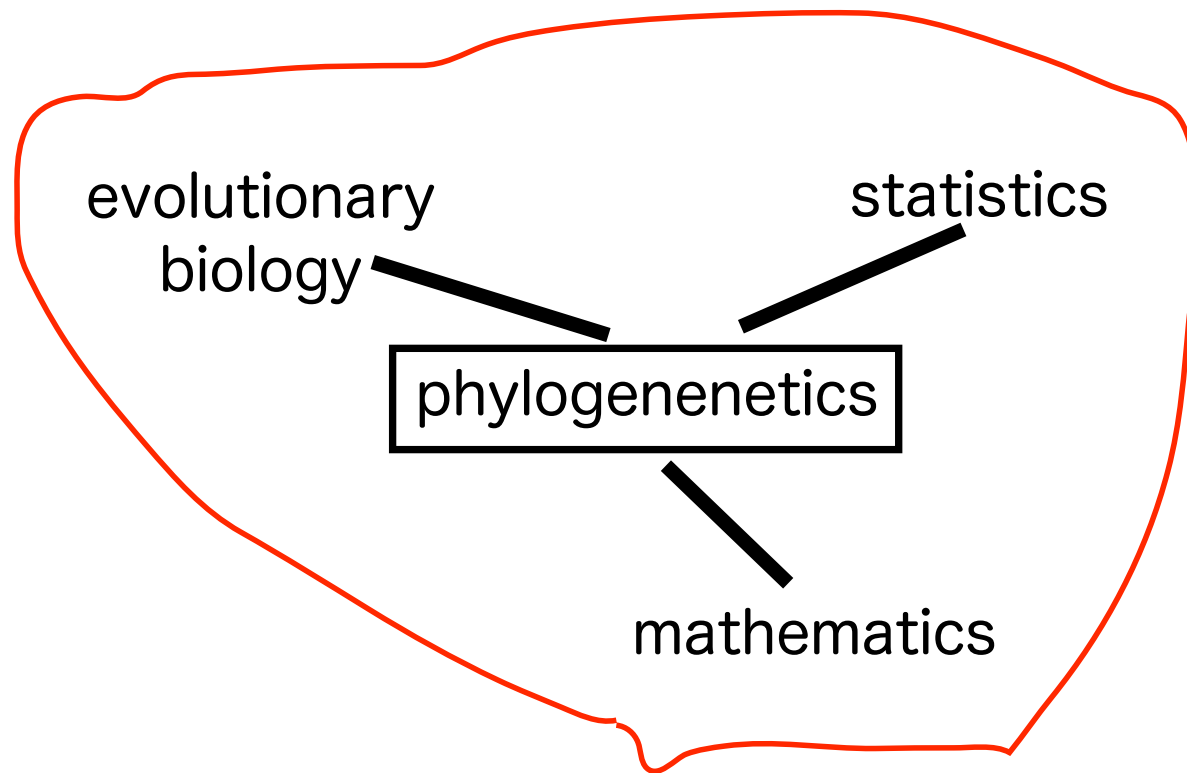 evolutionary
biology
statistics
phylogenenetics
mathematics